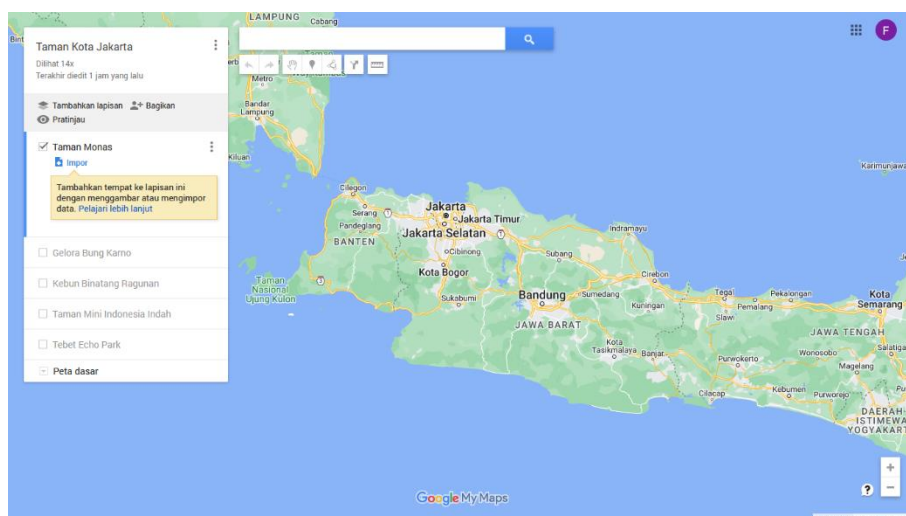 Taman Kota Jakarta
Dilihat 14x
Terakhir diedit 1 jam yang lalu
Tambahkan lapisan
Bagikan
Pratinjau
Taman Monas
Impor
Tambahkan tempat ke lapisan ini
dengan menggambar atau mengimpor
data. Pelajari lebih lanjut
Gelora Bung Karno
Kebun Binatang Ragunan
Taman Mini Indonesia Indah
Tebet Echo Park
Peta dasar
F
LAMPUNG
Cabang
Metro
Bandar
Lampung
Kiluan
Karimunjawa
Cilegon
Serang
Pandeglang
BANTEN
Jakarta
Jakarta Timur
Jakarta Selatan
Cibinong
Kota Bogor
Sukabumi
Taman
Nasional
Ujung Kulon
Indramayu
Subang
Cirebon
Bandung
Sumedang
Kuningan
JAWA BARAT
Kota
Tasikmalaya
Banjar
Tegal
Pekalongan
Pemalang
Slawi
Kota
Semarang
JAWA TENGAH
Salatiga
Purwokerto
Wonosobo
Magelang
Cilacap
Kebumen
Purworejo
DAERAH
ISTIMEWA
YOGYAKART
Google My Maps